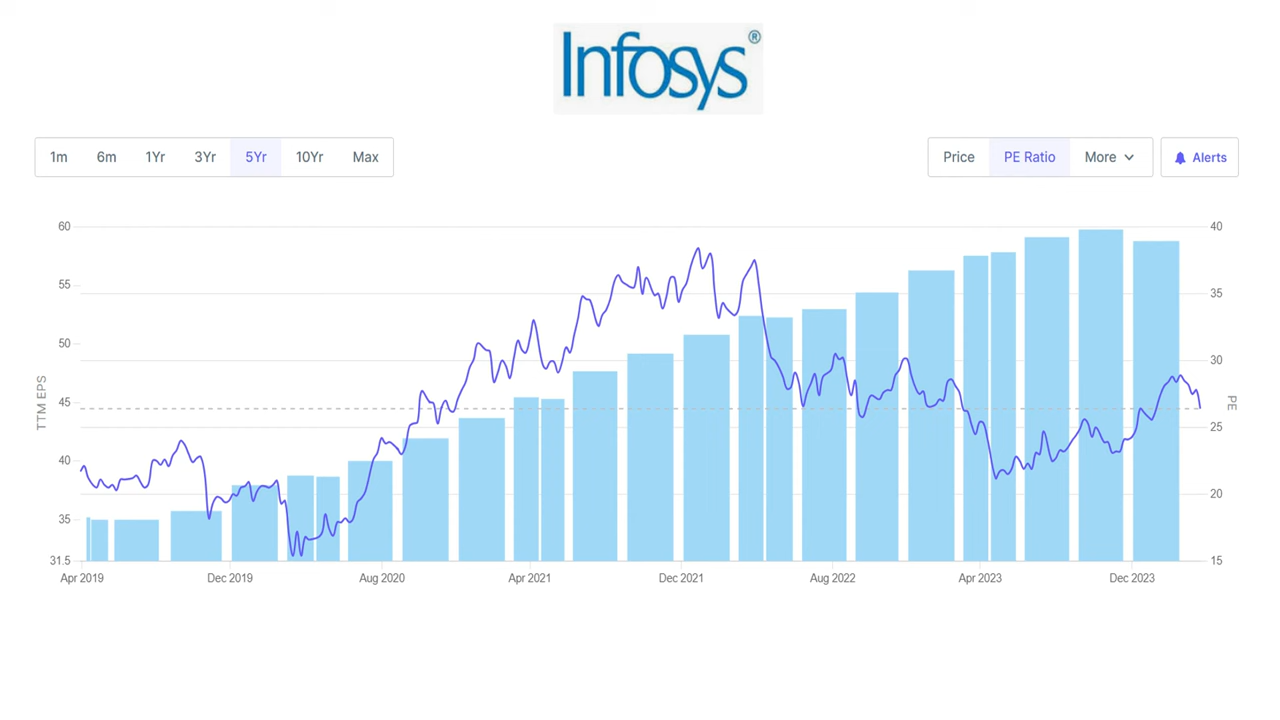 Infosys®
1m 6m 1Yr 3Yr 5Yr 10Yr Max
Price PE Ratio More Alerts
60 40
55 35
50 30
45 25
40 20
35
31.5 15
TTM EPS
PE
Apr 2019 Dec 2019 Aug 2020 Apr 2021 Dec 2021 Aug 2022 Apr 2023 Dec 2023